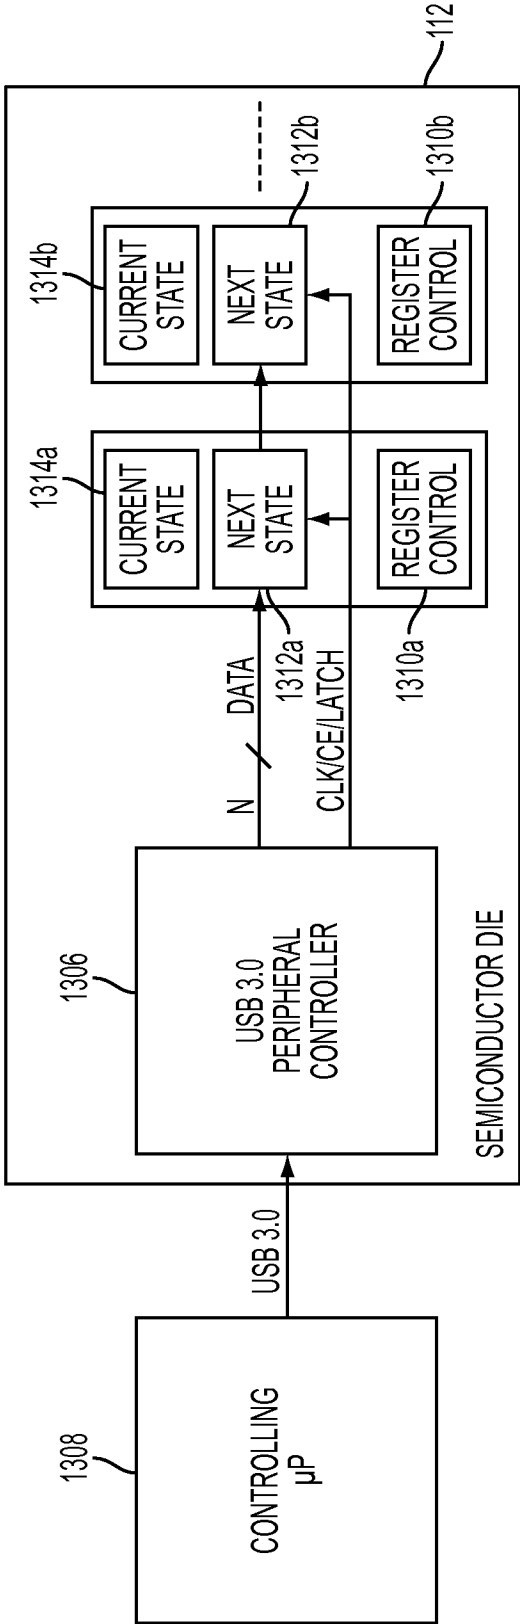 1308
CONTROLLING
µP
USB 3.0
1306
USB 3.0
PERIPHERAL
CONTROLLER
SEMICONDUCTOR DIE
112
N
DATA
CLK/CE/LATCH
1314a
CURRENT
STATE
NEXT
STATE
1312a
REGISTER
CONTROL
1310a
1314b
CURRENT
STATE
NEXT
STATE
1312b
REGISTER
CONTROL
1310b